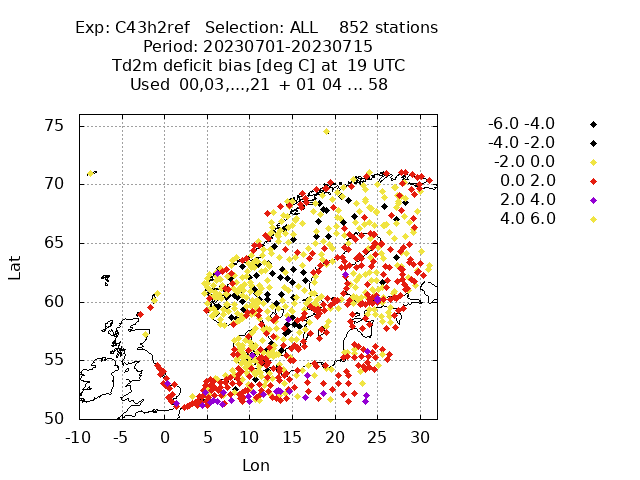 Exp: C43h2ref Selection: ALL 852 stations
Period: 20230701-20230715
Td2m deficit bias [deg C] at 19 UTC
Used 00,03,...,21 + 01 04 ... 58
-6.0 -4.0
-4.0 -2.0
-2.0 0.0
0.0 2.0
2.0 4.0
4.0 6.0
75
70
65
60
55
50
Lat
-10 -5 0 5 10 15 20 25 30
Lon